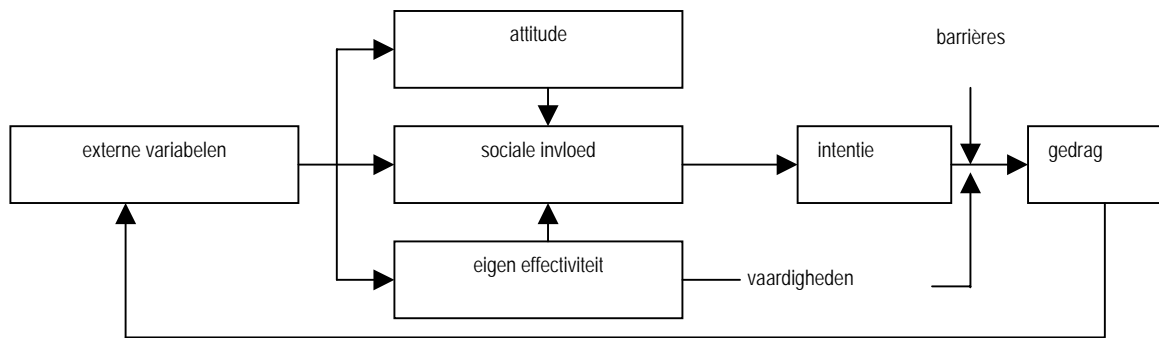 attitude
barrières
externe variabelen
sociale invloed
intentie
gedrag
eigen effectiviteit
vaardigheden